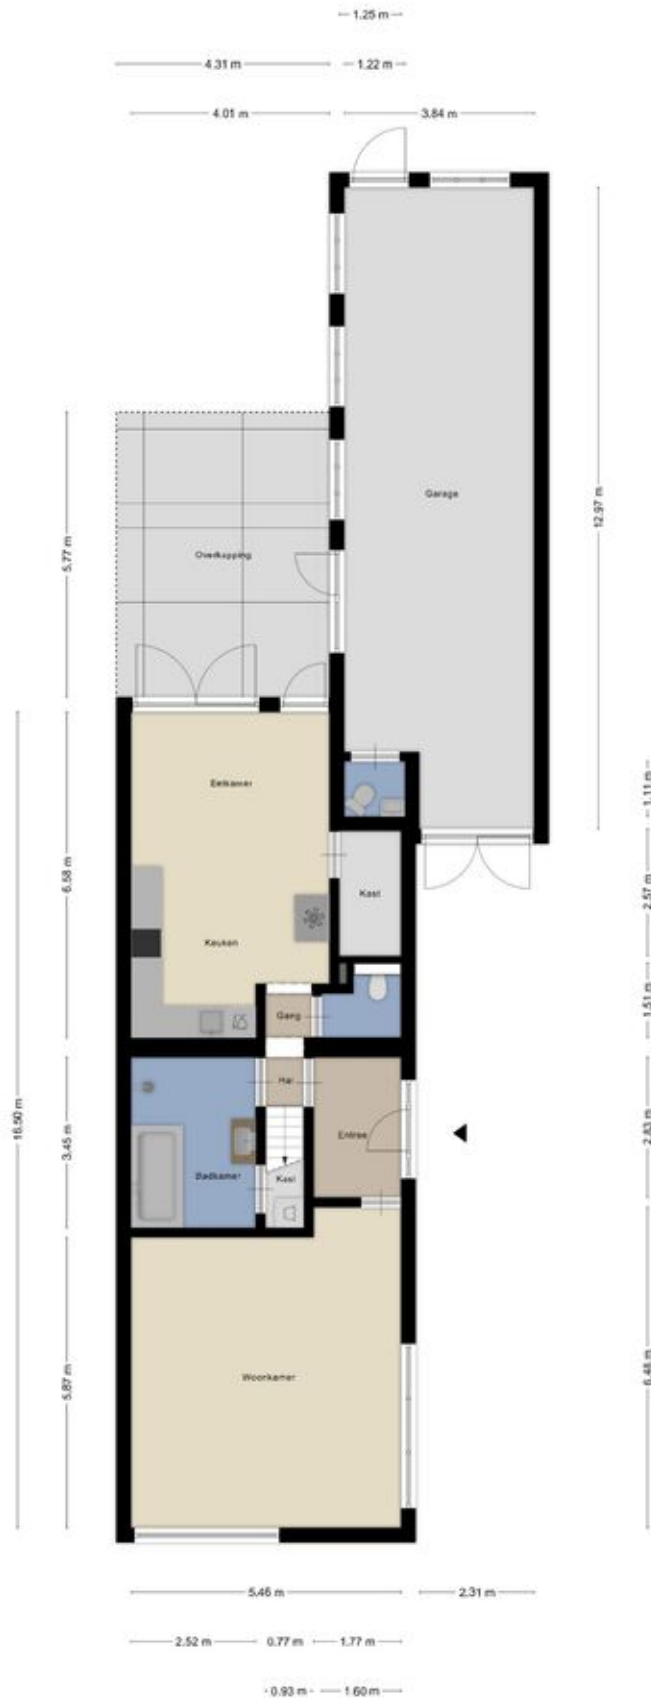 1.25 m
4.31 m
1.22 m
4.01 m
3.84 m
Garage
12.97 m
5.77 m
Overkapping
Eetkamer
1.11 m
6.58 m
2.57 m
Kast
Keuken
Gang
1.51 m
Hal
16.50 m
3.45 m
Entree
2.83 m
Badkamer
Kast
Woonkamer
5.87 m
6.48 m
5.46 m
2.31 m
2.52 m
0.77 m
1.77 m
0.93 m
1.60 m